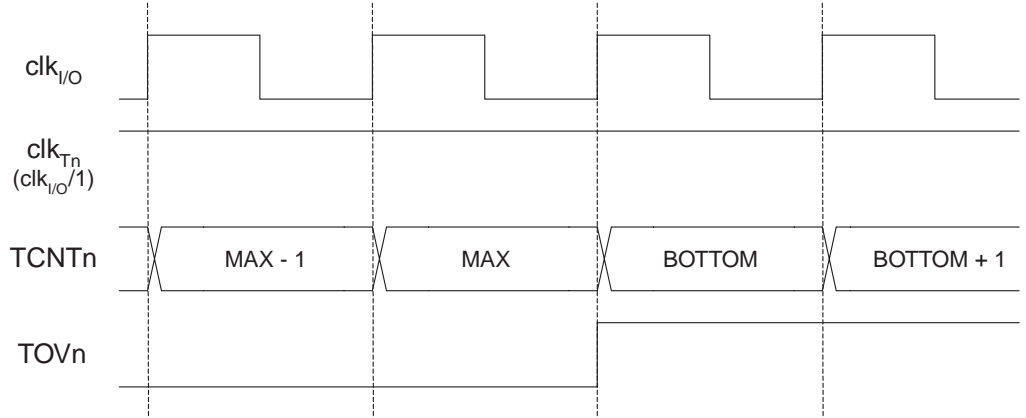 clkI/O
clkTn
(clkI/O/1)
TCNTn MAX - 1 MAX BOTTOM BOTTOM + 1
TOVn